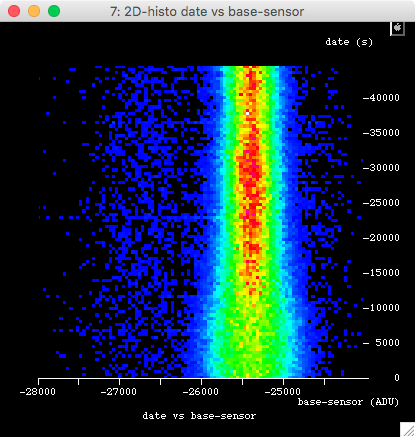 7: 2D-histo date vs base-sensor
date (s)
40000
35000
30000
25000
20000
15000
10000
5000
0
-28000 -27000 -26000 -25000
base-sensor (ADU)
date vs base-sensor